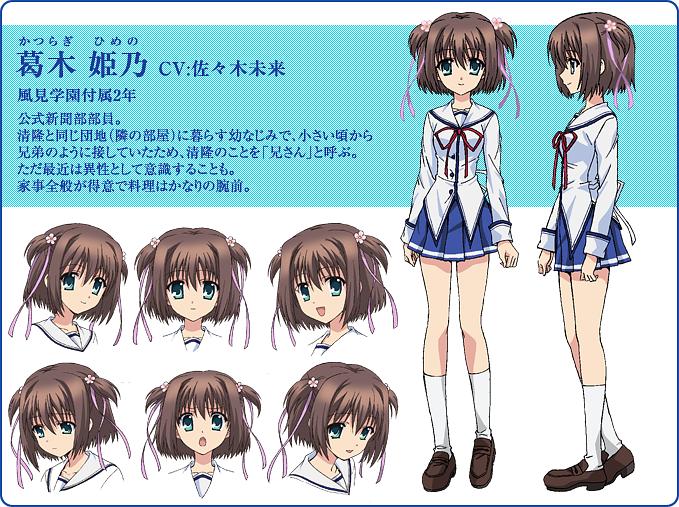 かつらぎ ひめの
葛木 姫乃 CV:佐々木未来
風見学園付属2年
公式新聞部部員。
清隆と同じ団地(隣の部屋)に暮らす幼なじみで、小さい頃から
兄弟のように接していたため、清隆のことを「兄さん」と呼ぶ。
ただ最近は異性として意識することも。
家事全般が得意で料理はかなりの腕前。